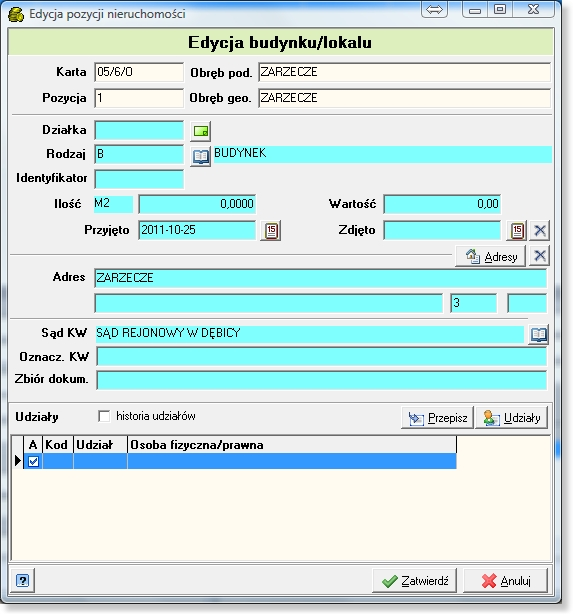 Edycja pozycji nieruchomości
Edycja budynku/lokalu
Karta 05/6/0 Obręb pod. ZARZECZE
Pozycja 1 Obręb geo. ZARZECZE
Działka
Rodzaj B BUDYNEK
Identyfikator
Ilość M2 0,0000 Wartość 0,00
Przyjęto 2011-10-25 15 Zdjęto 15
Adresy
Adres ZARZECZE
3
Sąd KW SĄD REJONOWY W DĘBICY
Oznacz. KW
Zbiór dokum.
Udziały historia udziałów Przepisz Udziały
A Kod Udział Osoba fizyczna/prawna
? Zatwierdź Anuluj